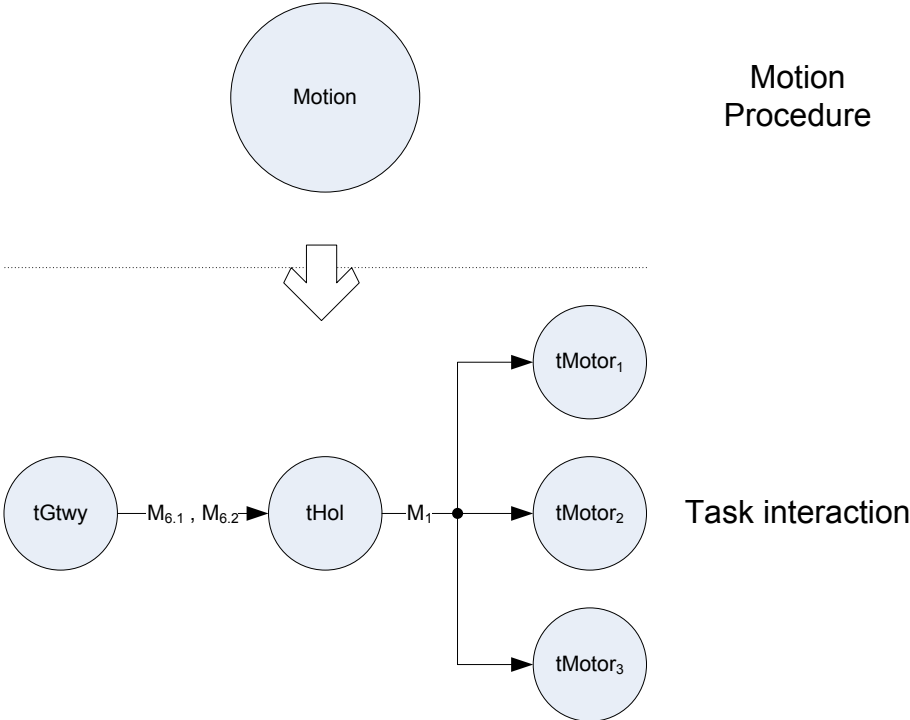 Motion
Motion
Procedure
tMotor₁
tGtwy
M₆.₁ , M₆.₂
tHol
M₁
tMotor₂
Task interaction
tMotor₃